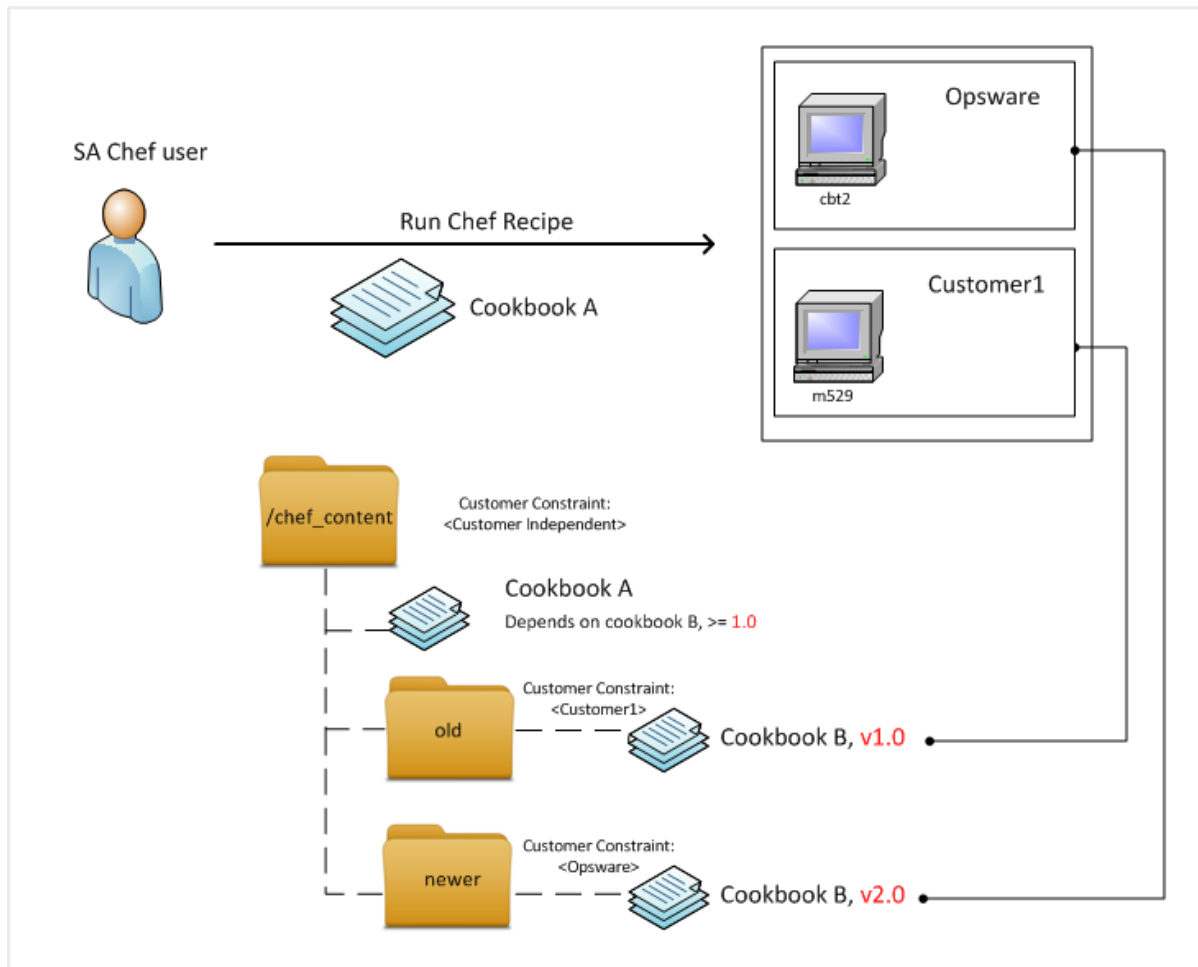 Opsware
SA Chef user
cbt2
Run Chef Recipe
Cookbook A
Customer1
m529
/chef_content
Customer Constraint:
<Customer Independent>
Cookbook A
Depends on cookbook B, >= 1.0
old
Customer Constraint:
<Customer1>
Cookbook B, v1.0
newer
Customer Constraint:
<Opsware>
Cookbook B, v2.0